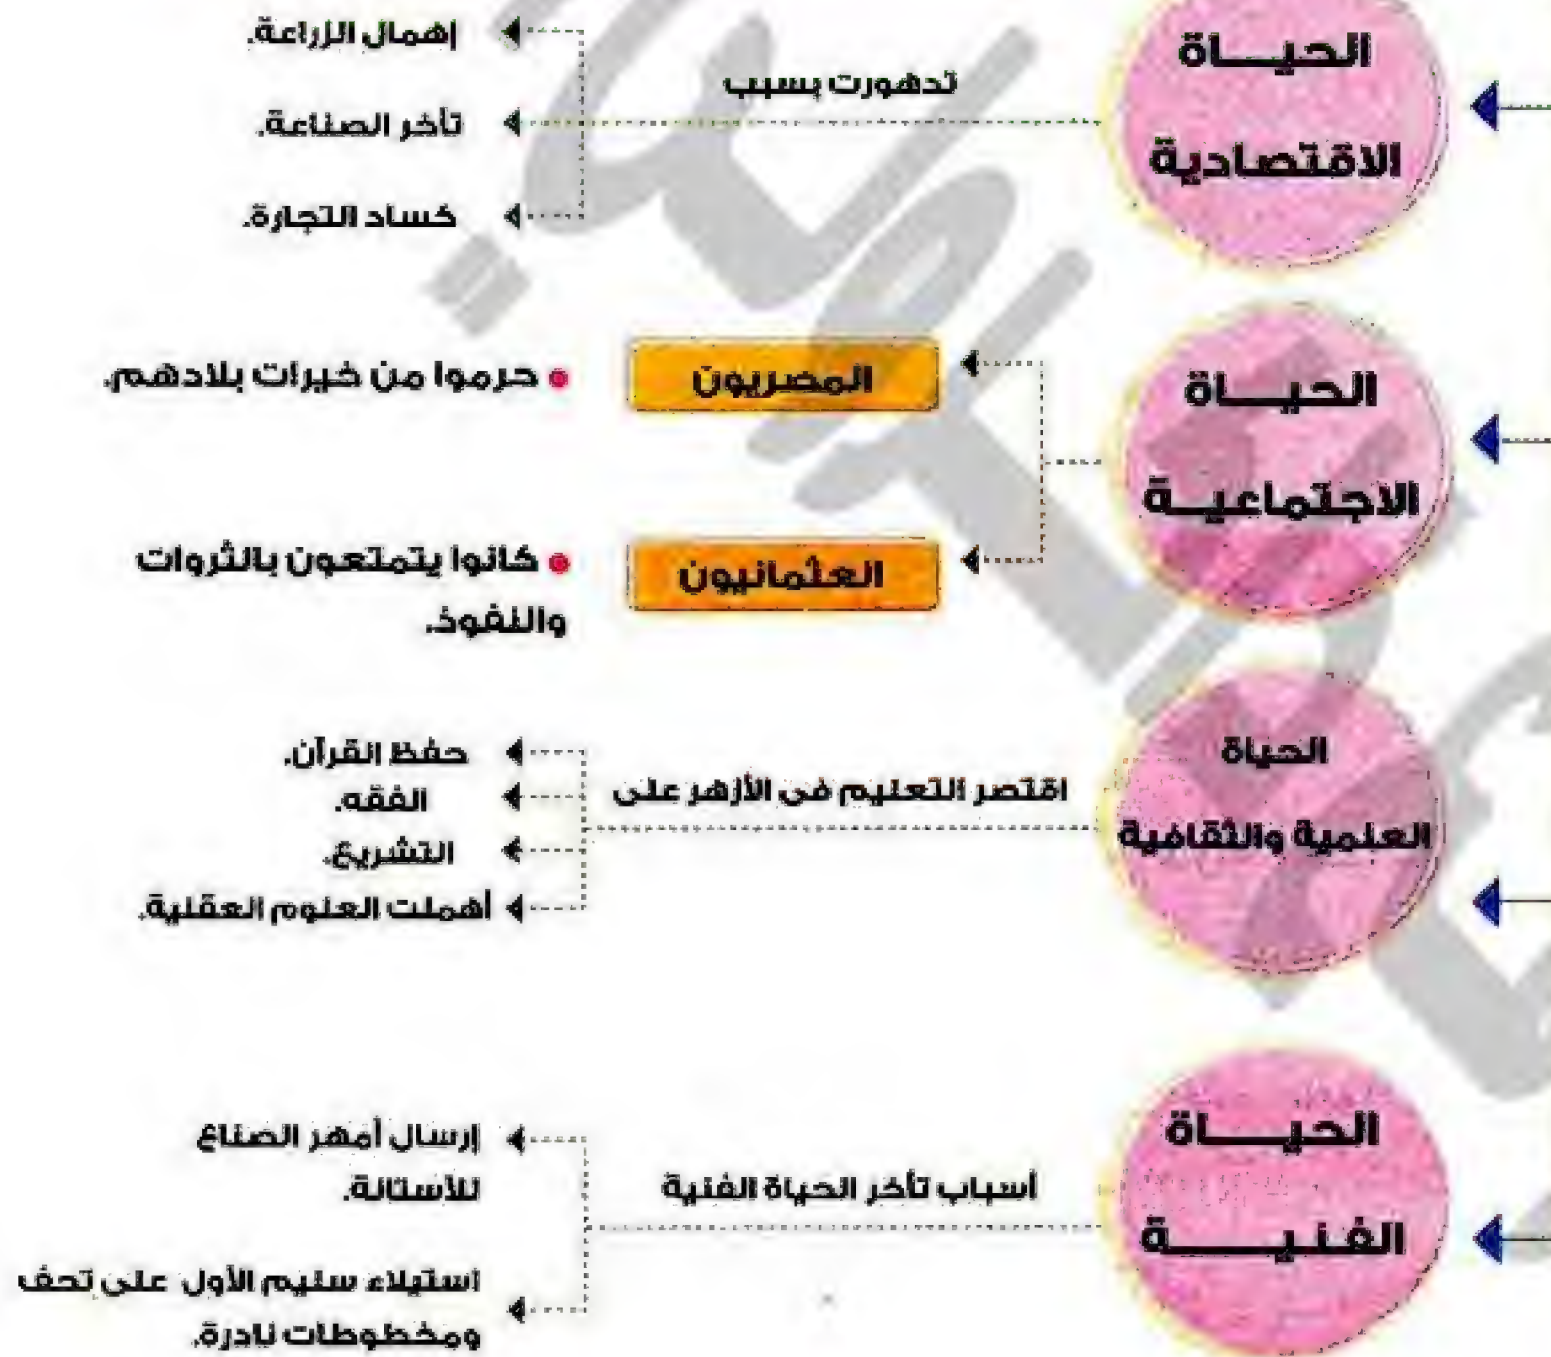 الحياة
الاقتصادية
تدهورت بسبب
إهمال الزراعة.
تأخر الصناعة.
كساد التجارة.
الحياة
الاجتماعية
المصريون
حرموا من خيرات بلادهم.
العثمانيون
كانوا يتمتعون بالثروات
والنفوذ.
الحياة
العلمية والثقافية
اقتصر التعليم فى الأزهر على
حفظ القرآن.
الفقه.
التشريع.
أهملت العلوم العقلية.
الحياة
الفنية
أسباب تأخر الحياة الفنية
إرسال أمهر الصناع
للأستانة.
استيلاء سليم الأول على تحف
ومخطوطات نادرة.